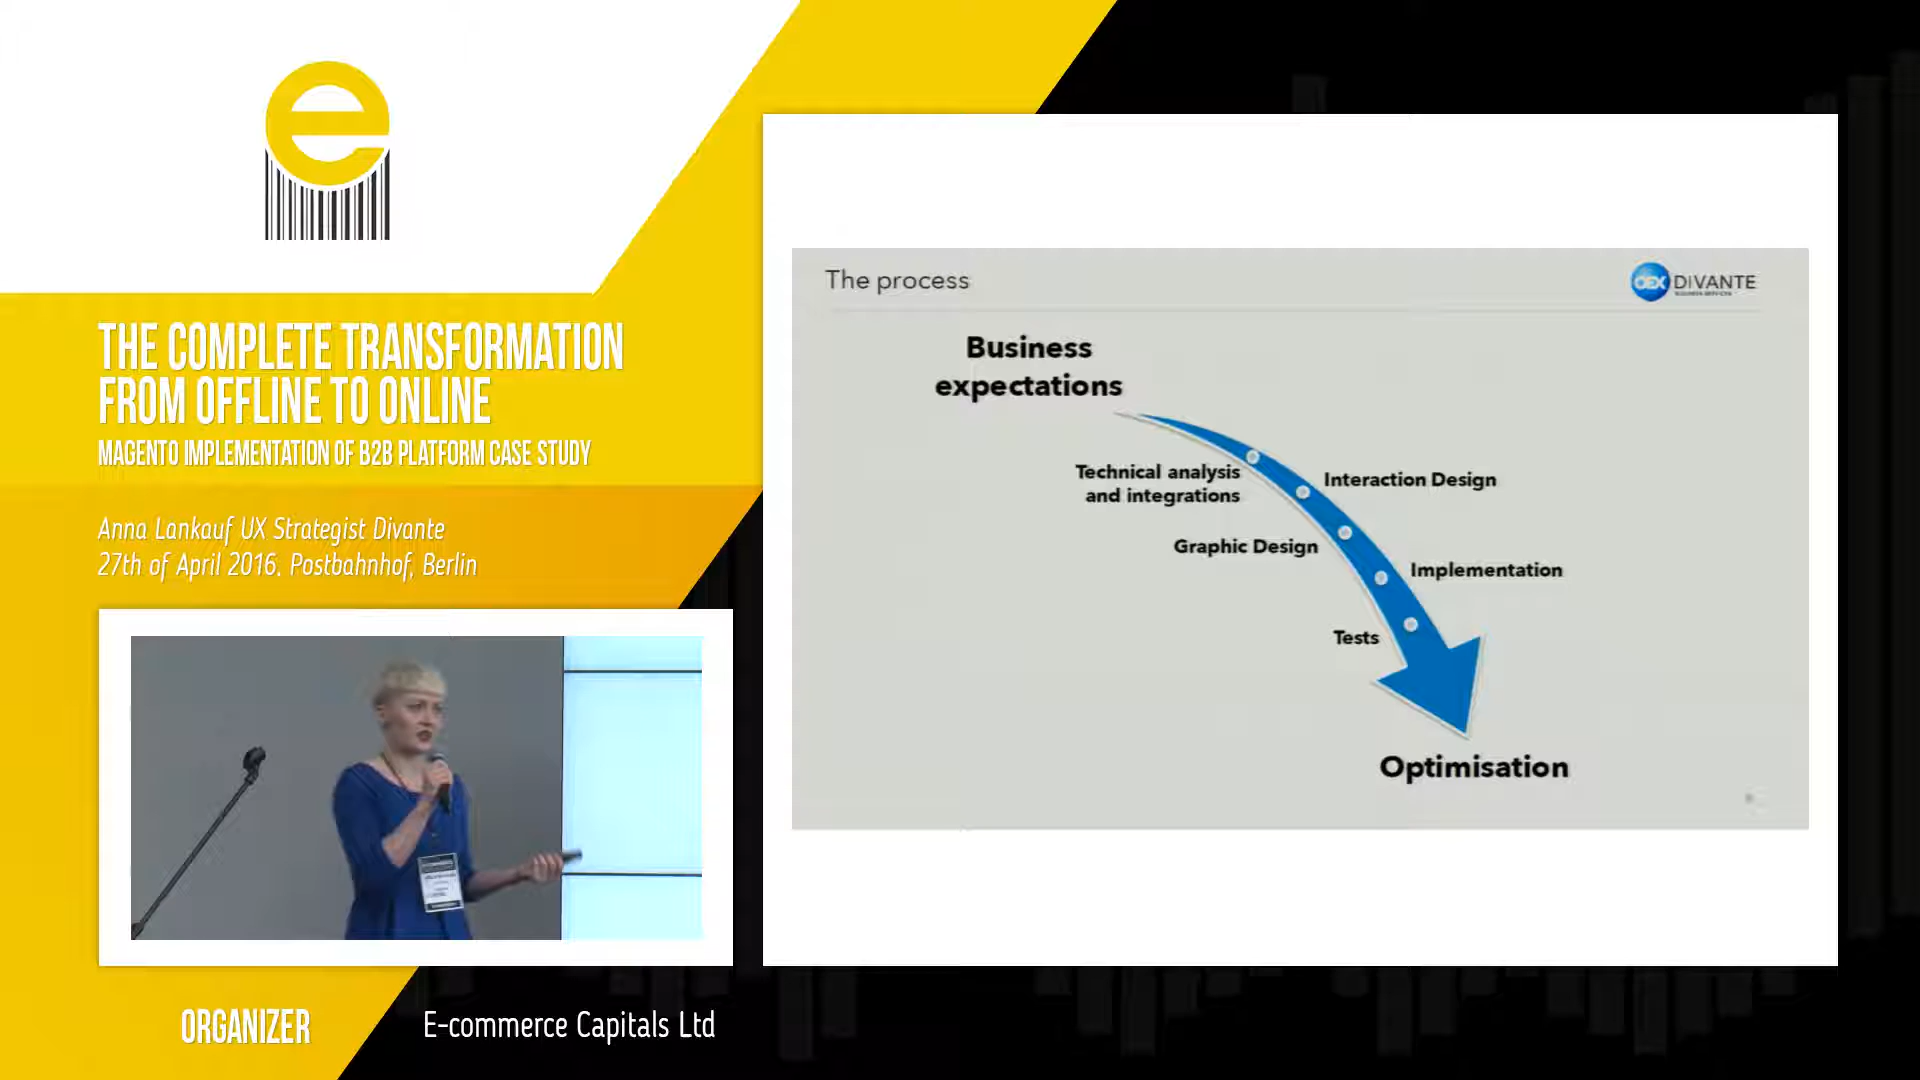 e
THE COMPLETE TRANSFORMATION
FROM OFFLINE TO ONLINE
MAGENTO IMPLEMENTATION OF B2B PLATFORM CASE STUDY
Anna Lankauf UX Strategist Divante
27th of April 2016. Postbahnhof, Berlin
ORGANIZER
E-commerce Capitals Ltd
The process
OEX DIVANTE
Business
expectations
Technical analysis
and integrations
Interaction Design
Graphic Design
Implementation
Tests
Optimisation